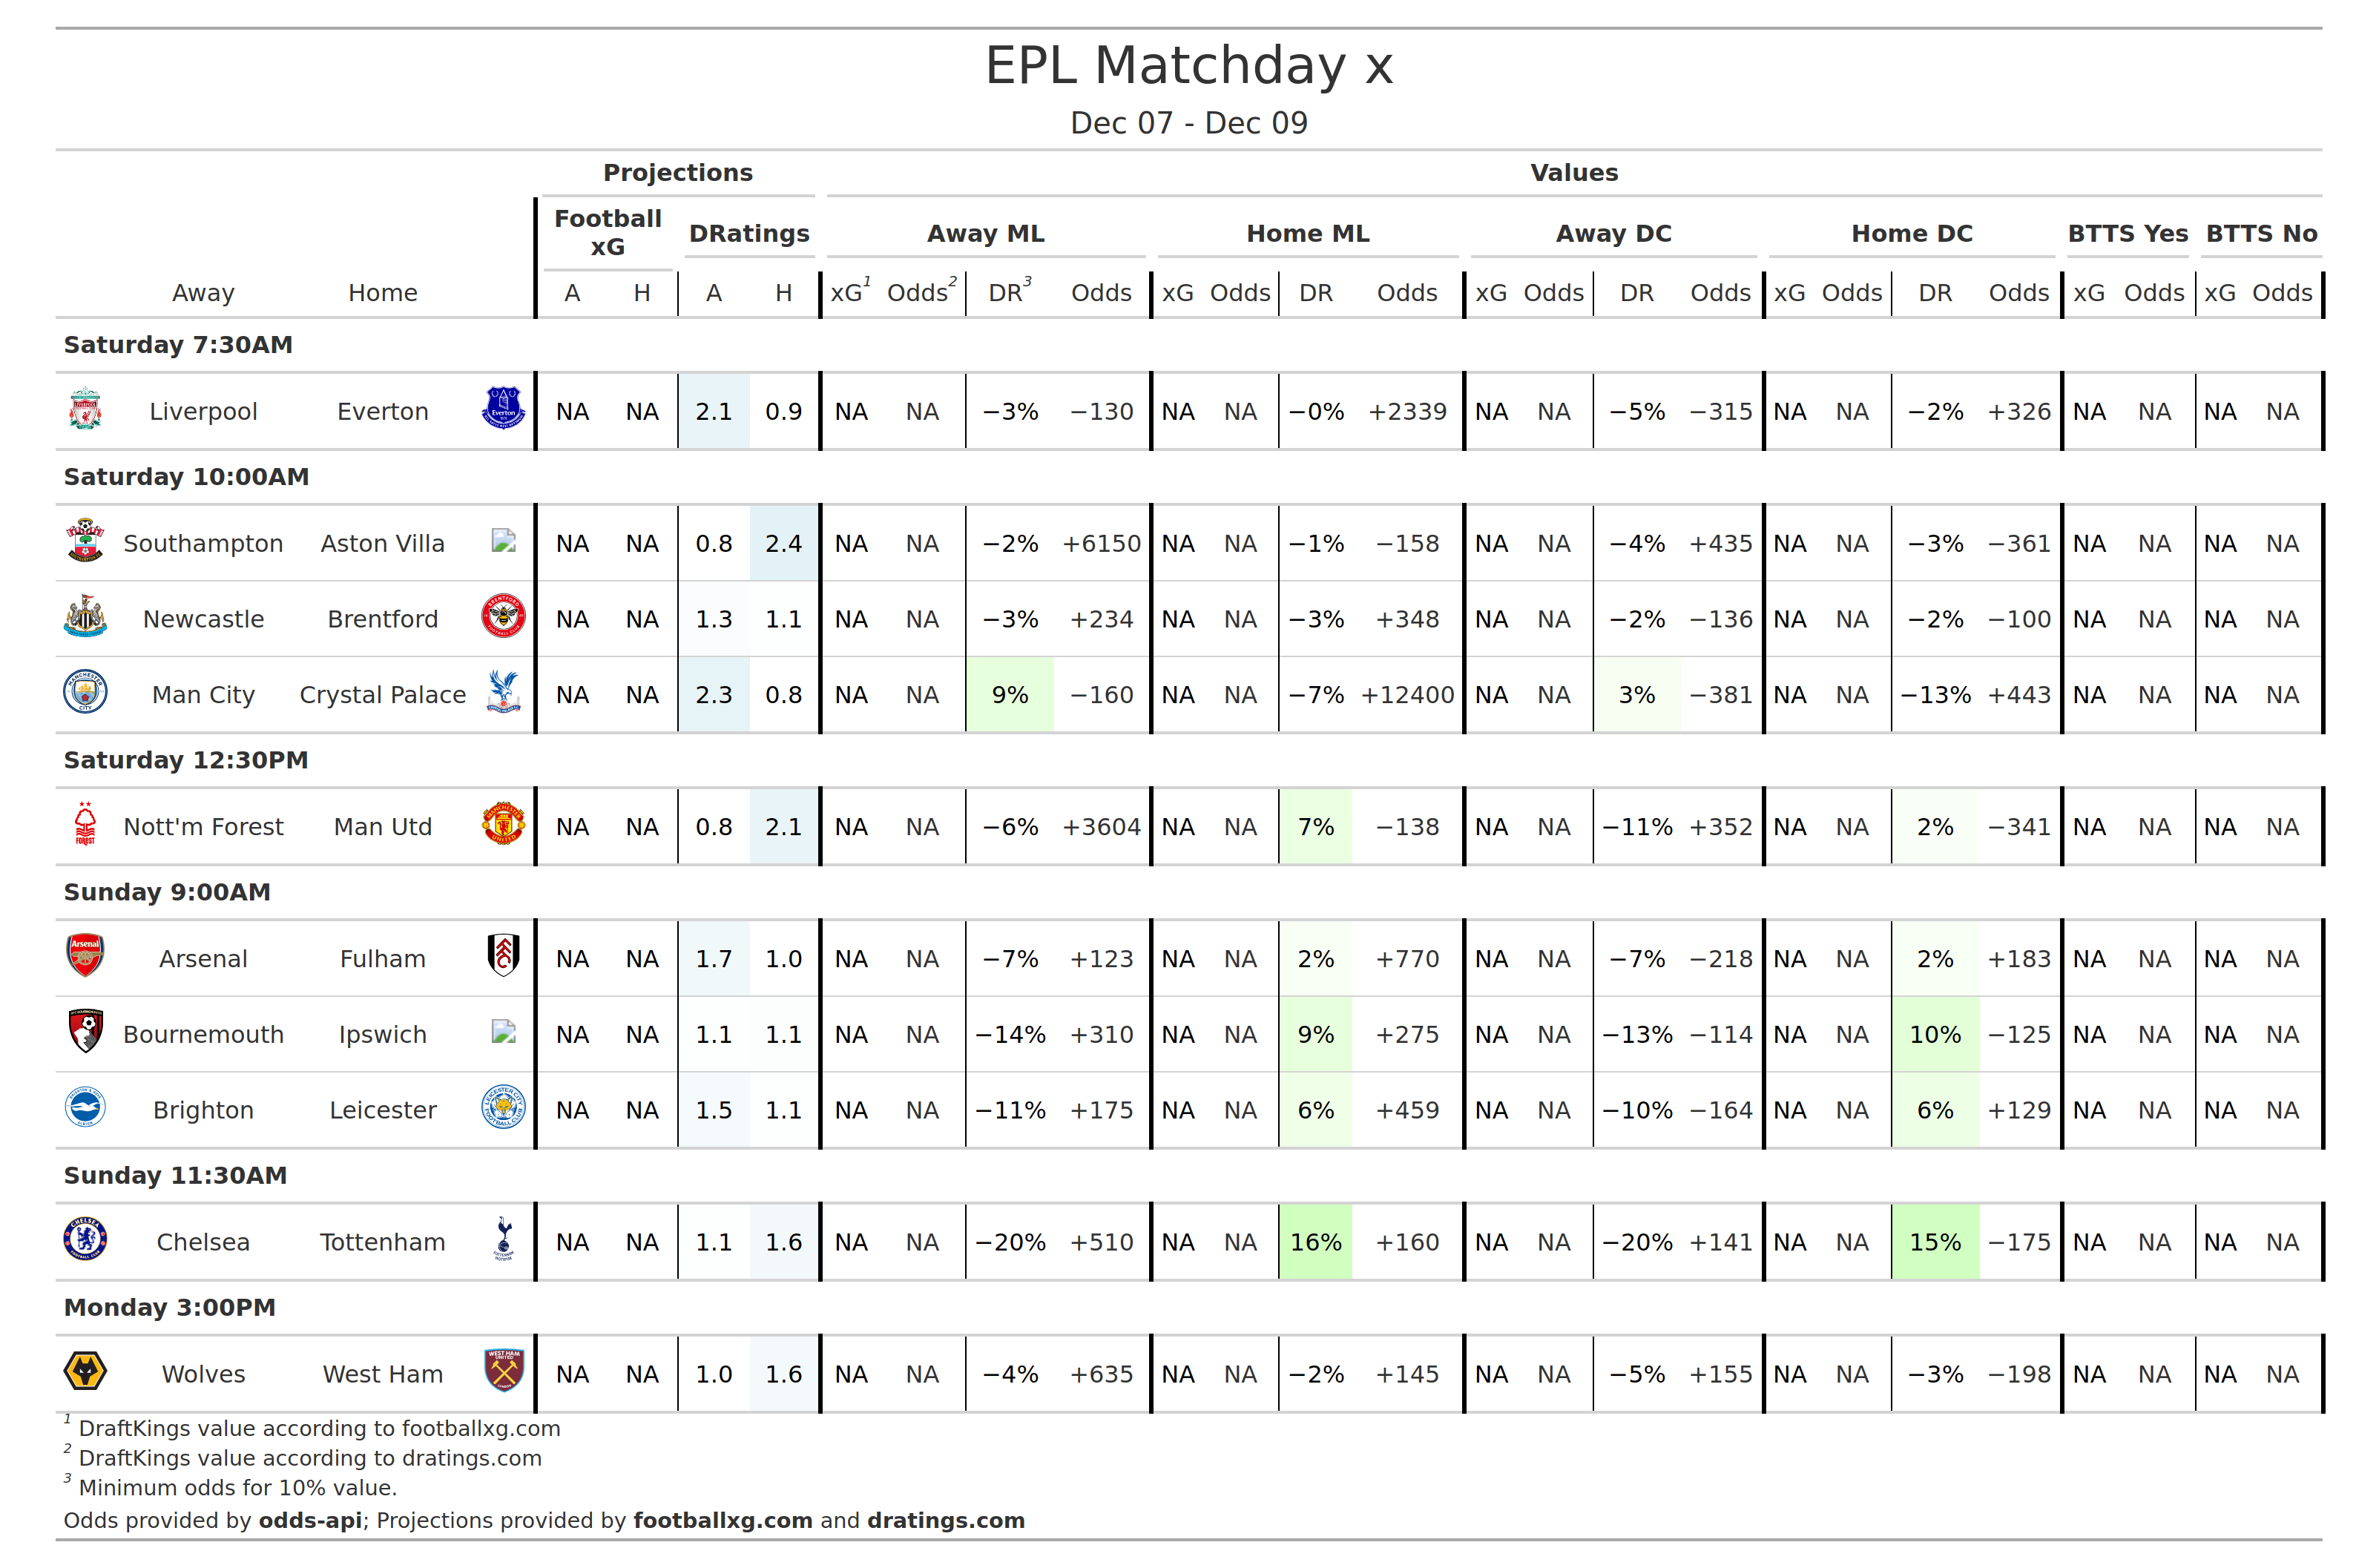 EPL Matchday x
Dec 07 - Dec 09
Projections Values
Football xG DRatings Away ML Home ML Away DC Home DC BTTS Yes BTTS No
Away Home A H A H xG1 Odds2 DR3 Odds xG Odds DR Odds xG Odds DR Odds xG Odds DR Odds xG Odds xG Odds
Saturday 7:30AM
Liverpool Everton NA NA 2.1 0.9 NA NA −3% −130 NA NA −0% +2339 NA NA −5% −315 NA NA −2% +326 NA NA NA NA
Saturday 10:00AM
Southampton Aston Villa NA NA 0.8 2.4 NA NA −2% +6150 NA NA −1% −158 NA NA −4% +435 NA NA −3% −361 NA NA NA NA
Newcastle Brentford NA NA 1.3 1.1 NA NA −3% +234 NA NA −3% +348 NA NA −2% −136 NA NA −2% −100 NA NA NA NA
Man City Crystal Palace NA NA 2.3 0.8 NA NA 9% −160 NA NA −7% +12400 NA NA 3% −381 NA NA −13% +443 NA NA NA NA
Saturday 12:30PM
Nott'm Forest Man Utd NA NA 0.8 2.1 NA NA −6% +3604 NA NA 7% −138 NA NA −11% +352 NA NA 2% −341 NA NA NA NA
Sunday 9:00AM
Arsenal Fulham NA NA 1.7 1.0 NA NA −7% +123 NA NA 2% +770 NA NA −7% −218 NA NA 2% +183 NA NA NA NA
Bournemouth Ipswich NA NA 1.1 1.1 NA NA −14% +310 NA NA 9% +275 NA NA −13% −114 NA NA 10% −125 NA NA NA NA
Brighton Leicester NA NA 1.5 1.1 NA NA −11% +175 NA NA 6% +459 NA NA −10% −164 NA NA 6% +129 NA NA NA NA
Sunday 11:30AM
Chelsea Tottenham NA NA 1.1 1.6 NA NA −20% +510 NA NA 16% +160 NA NA −20% +141 NA NA 15% −175 NA NA NA NA
Monday 3:00PM
Wolves West Ham NA NA 1.0 1.6 NA NA −4% +635 NA NA −2% +145 NA NA −5% +155 NA NA −3% −198 NA NA NA NA
1 DraftKings value according to footballxg.com
2 DraftKings value according to dratings.com
3 Minimum odds for 10% value.
Odds provided by odds-api; Projections provided by footballxg.com and dratings.com